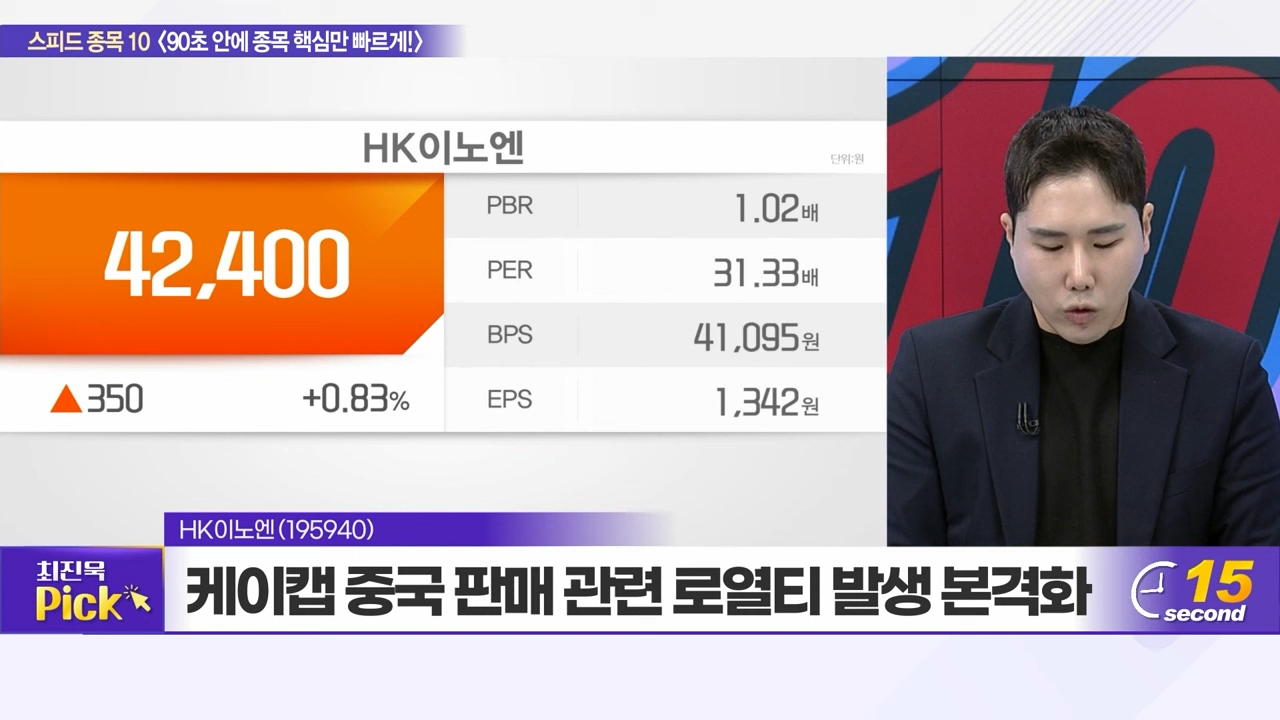 스피드 종목 10 〈90초 안에 종목 핵심만 빠르게!〉
HK이노엔
단위:원
42,400
▲350 +0.83%
PBR 1.02배
PER 31.33배
BPS 41,095원
EPS 1,342원
HK이노엔(195940)
최진묵
Pick
케이캡 중국 판매 관련 로열티 발생 본격화
15
second
10